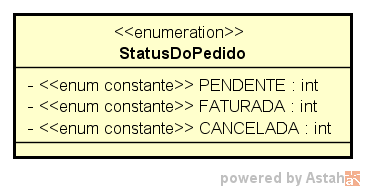 <<enumeration>>
StatusDoPedido
- <<enum constante>> PENDENTE : int
- <<enum constante>> FATURADA : int
- <<enum constante>> CANCELADA : int
powered by Astah